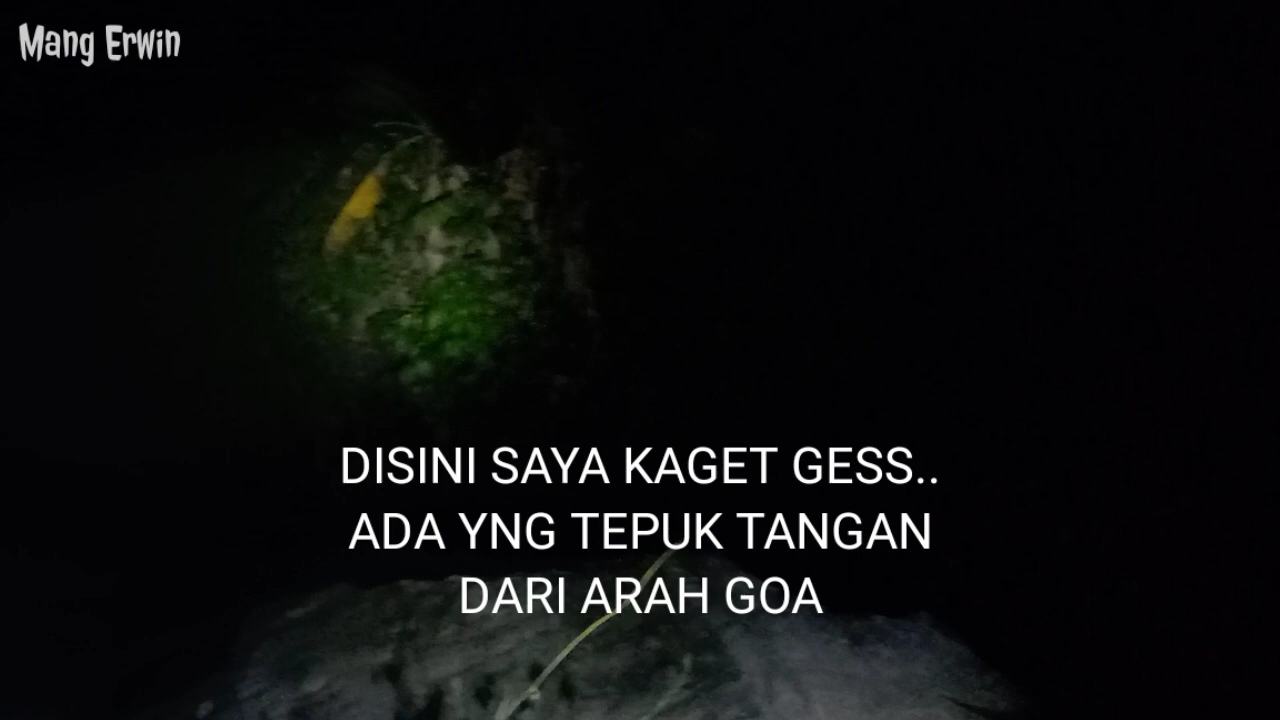 Mang Erwin
DISINI SAYA KAGET GESS..
ADA YNG TEPUK TANGAN
DARI ARAH GOA